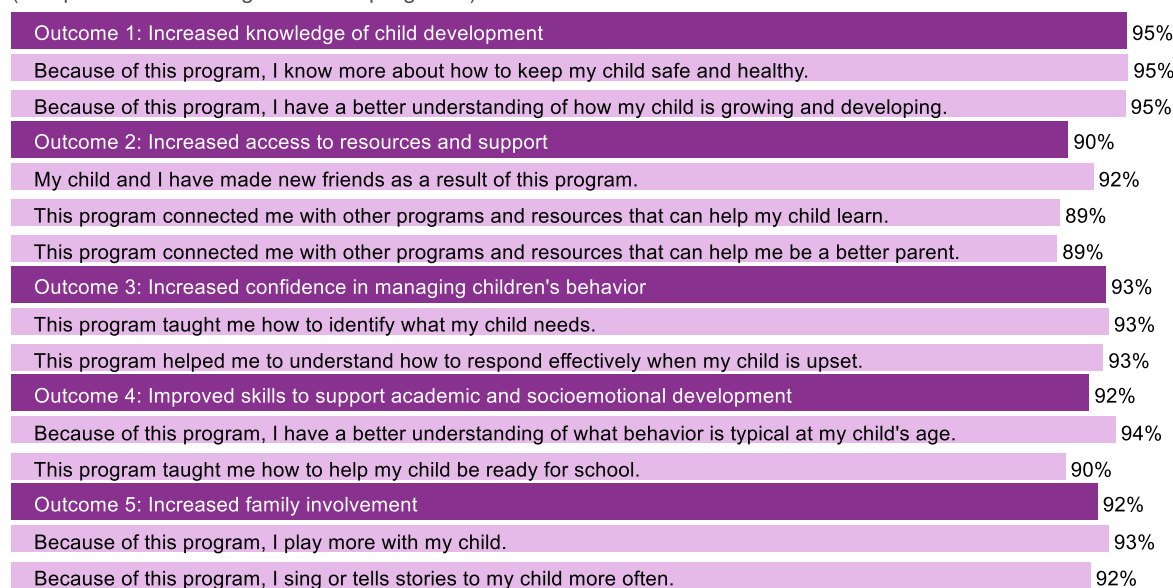 Outcome 1: Increased knowledge of child development 95%
Because of this program, I know more about how to keep my child safe and healthy. 95%
Because of this program, I have a better understanding of how my child is growing and developing. 95%
Outcome 2: Increased access to resources and support 90%
My child and I have made new friends as a result of this program. 92%
This program connected me with other programs and resources that can help my child learn. 89%
This program connected me with other programs and resources that can help me be a better parent. 89%
Outcome 3: Increased confidence in managing children's behavior 93%
This program taught me how to identify what my child needs. 93%
This program helped me to understand how to respond effectively when my child is upset. 93%
Outcome 4: Improved skills to support academic and socioemotional development 92%
Because of this program, I have a better understanding of what behavior is typical at my child's age. 94%
This program taught me how to help my child be ready for school. 90%
Outcome 5: Increased family involvement 92%
Because of this program, I play more with my child. 93%
Because of this program, I sing or tells stories to my child more often. 92%